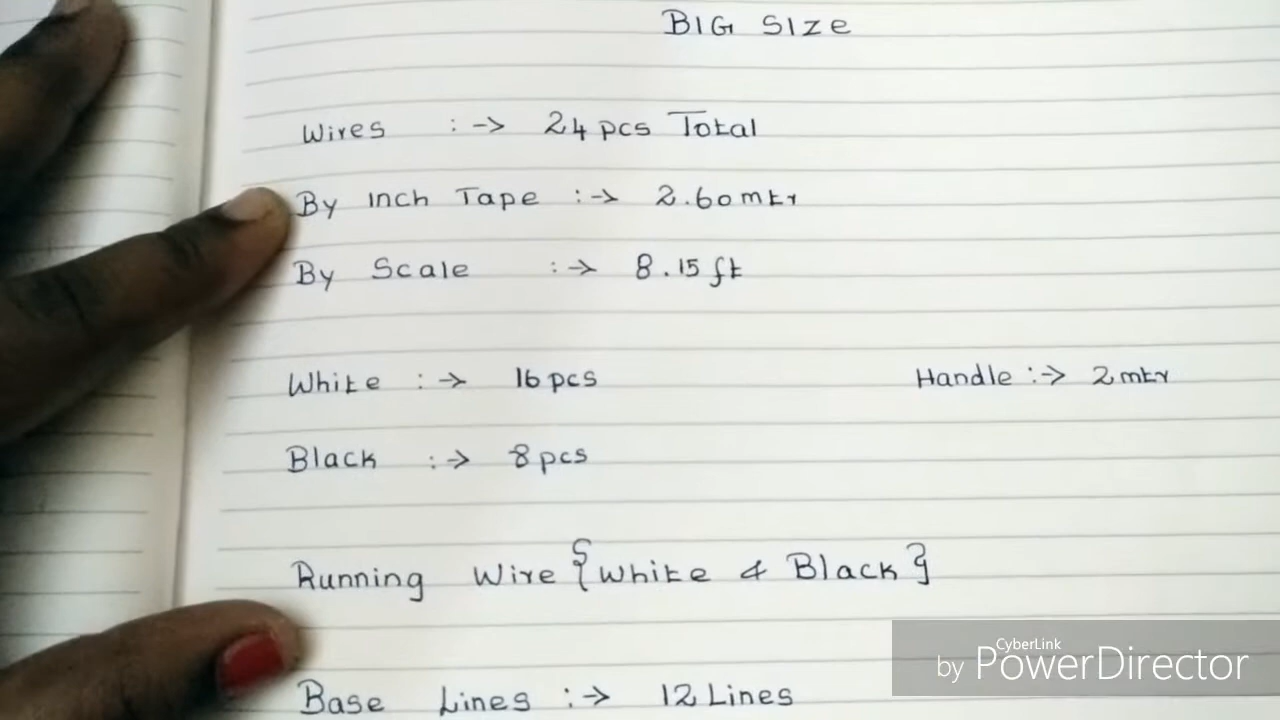 BIG SIZE
Wires :-> 24 pcs Total
By Inch Tape :-> 2.60 mtr
By Scale :-> 8.15 ft
White :-> 16 pcs Handle :-> 2 mtr
Black :-> 8 pcs
Running Wire {White & Black}
Base Lines :-> 12 Lines
by CyberLink PowerDirector